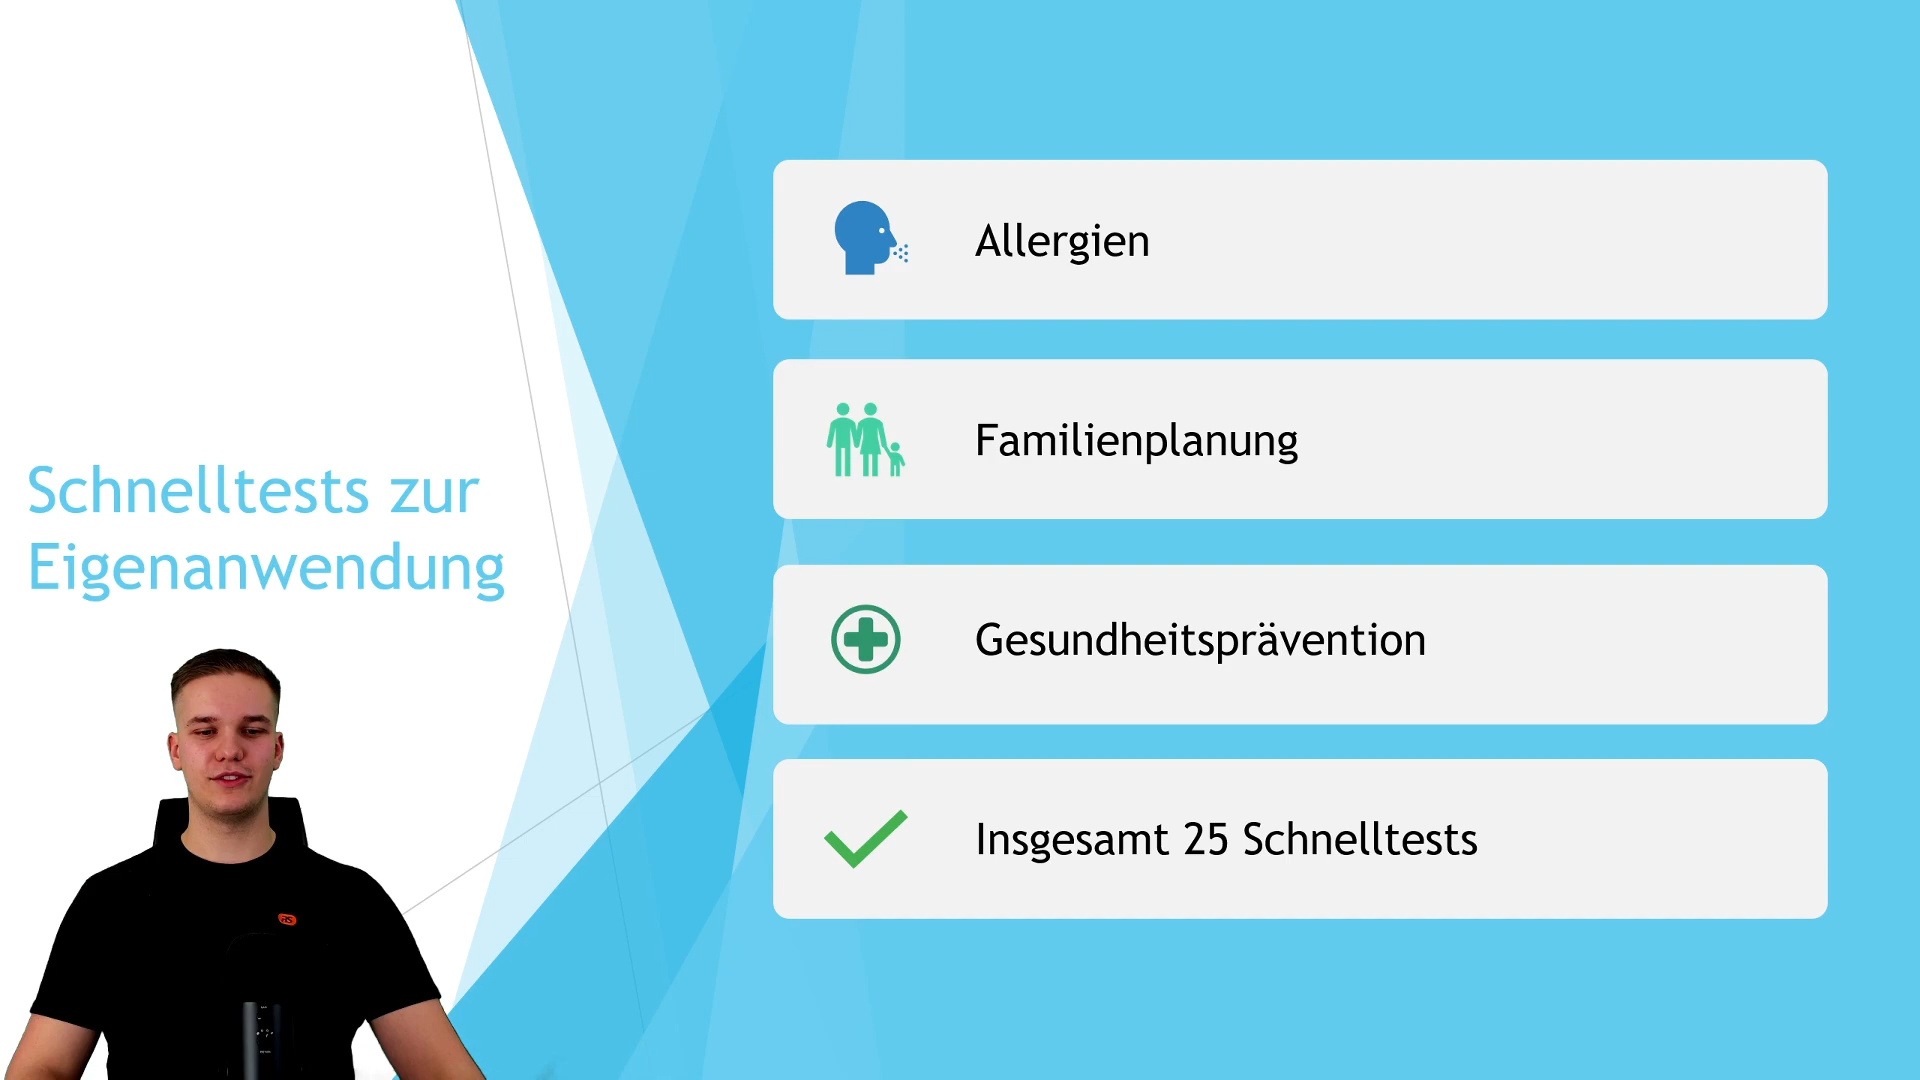 Schnelltests zur
Eigenanwendung
Allergien
Familienplanung
Gesundheitsprävention
Insgesamt 25 Schnelltests